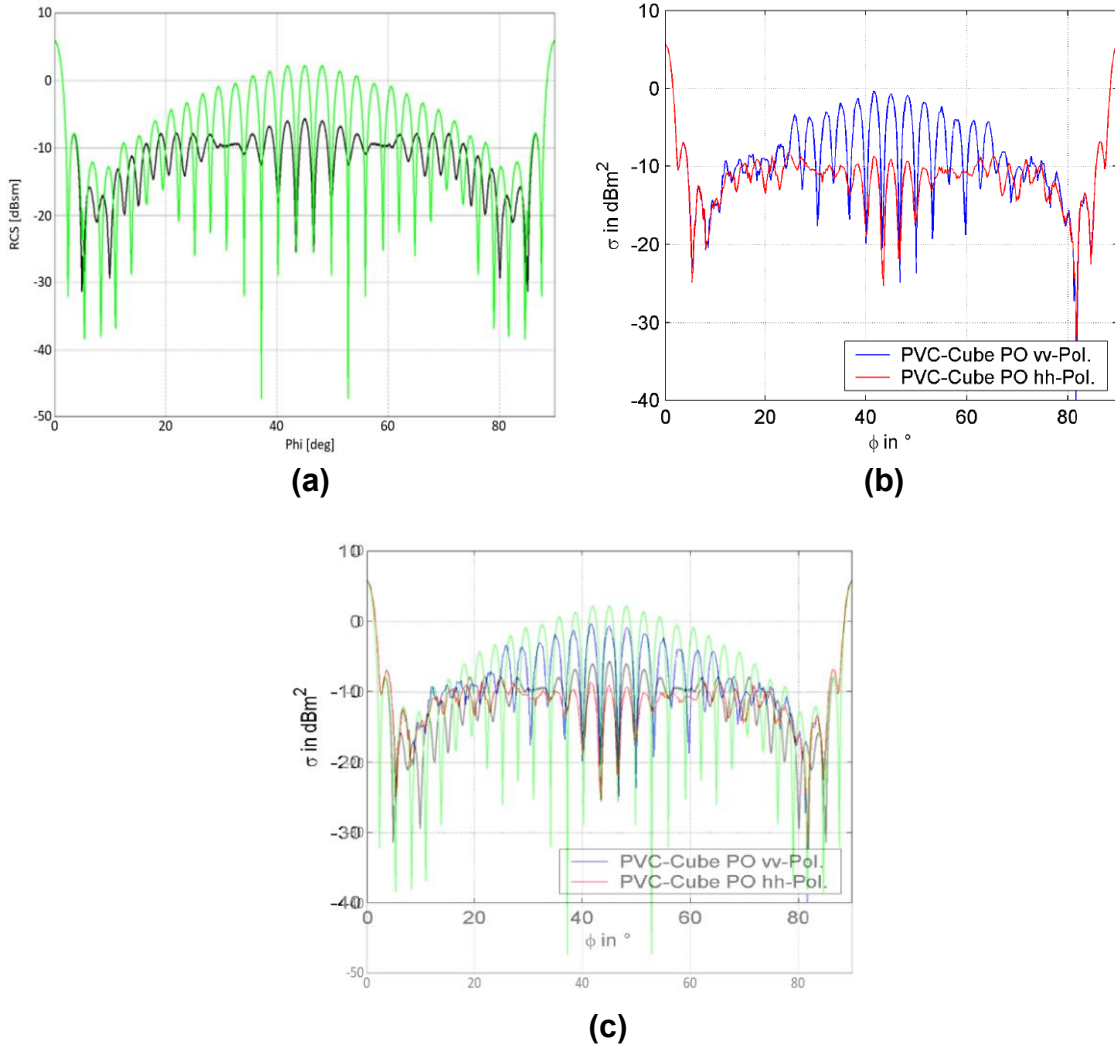 10
0
-10
-20
-30
-40
-50
RCS [dBsm]
0 20 40 60 80
Phi [deg]
(a)
10
0
-10
-20
-30
-40
σ in dBm²
PVC-Cube PO vv-Pol.
PVC-Cube PO hh-Pol.
0 20 40 60 80
ϕ in °
(b)
10
0
-10
-20
-30
-40
-50
σ in dBm²
PVC-Cube PO vv-Pol.
PVC-Cube PO hh-Pol.
0 20 40 60 80
ϕ in °
0 20 40 60 80
(c)